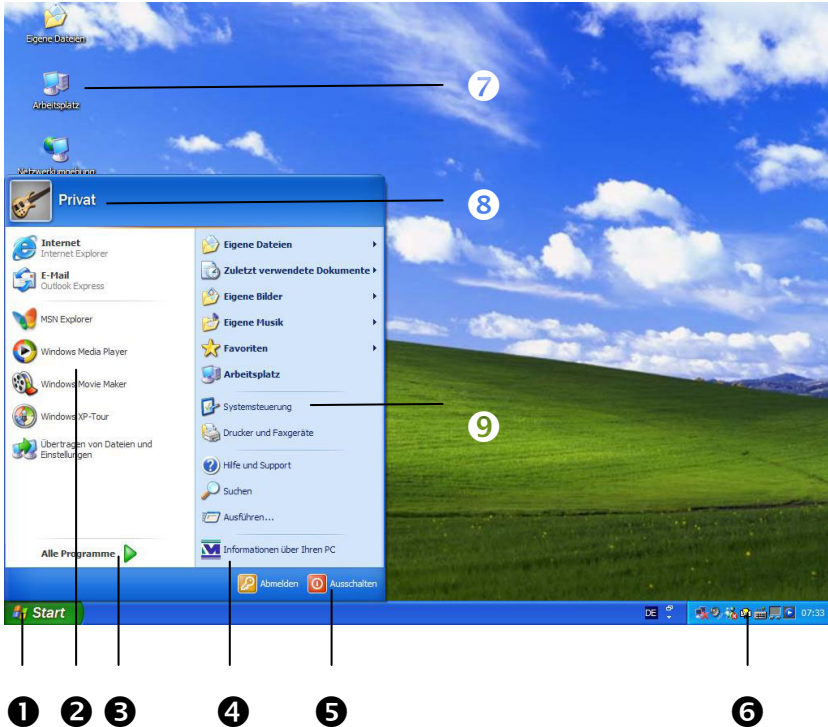 Eigene Dateien
Arbeitsplatz
7
Netzwerkumgebung
Privat
8
Internet
Internet Explorer
E-Mail
Outlook Express
MSN Explorer
Windows Media Player
Windows Movie Maker
Windows XP-Tour
Übertragen von Dateien und
Einstellungen
Alle Programme
Eigene Dateien
Zuletzt verwendete Dokumente
Eigene Bilder
Eigene Musik
Favoriten
Arbeitsplatz
Systemsteuerung
9
Drucker und Faxgeräte
Hilfe und Support
Suchen
Ausführen...
Informationen über Ihren PC
Abmelden
Ausschalten
Start
DE
07:33
1
2
3
4
5
6